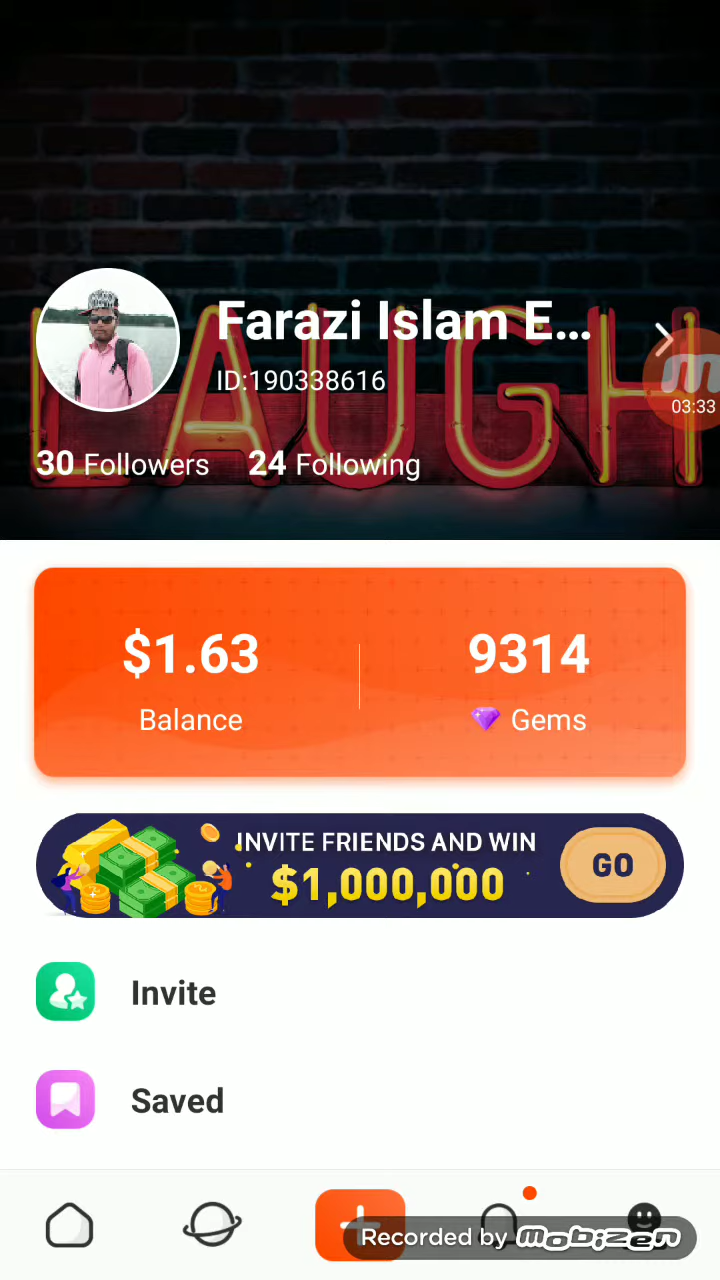 LAUGH
Farazi Islam E...
ID:190338616
03:33
30 Followers 24 Following
$1.63 9314
Balance Gems
INVITE FRIENDS AND WIN
$1,000,000
GO
Invite
Saved
Recorded by mobizen